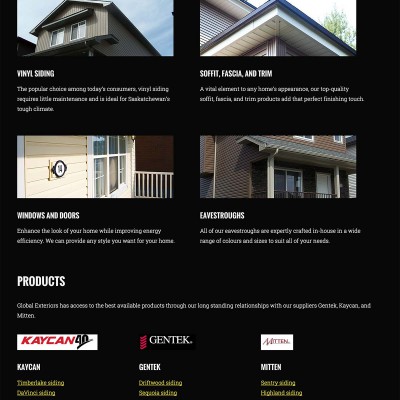 VINYL SIDING
The popular choice among today's consumers, vinyl siding
requires little maintenance and is ideal for Saskatchewan's
tough climate.
SOFFIT, FASCIA, AND TRIM
A vital element to any home's appearance, our top-quality
soffit, fascia, and trim products add that perfect finishing touch.
WINDOWS AND DOORS
Enhance the look of your home while improving energy
efficiency. We can provide any style you want for your home.
EAVESTROUGHS
All of our eavestroughs are expertly crafted in-house in a wide
range of colours and sizes to suit all of your needs.
PRODUCTS
Global Exteriors has access to the best available products through our long standing relationships with our suppliers Gentek, Kaycan, and
Mitten.
KAYCAN 40
GENTEK
MITTEN
KAYCAN
Timberlake siding
DaVinci siding
GENTEK
Driftwood siding
Sequoia siding
MITTEN
Sentry siding
Highland siding